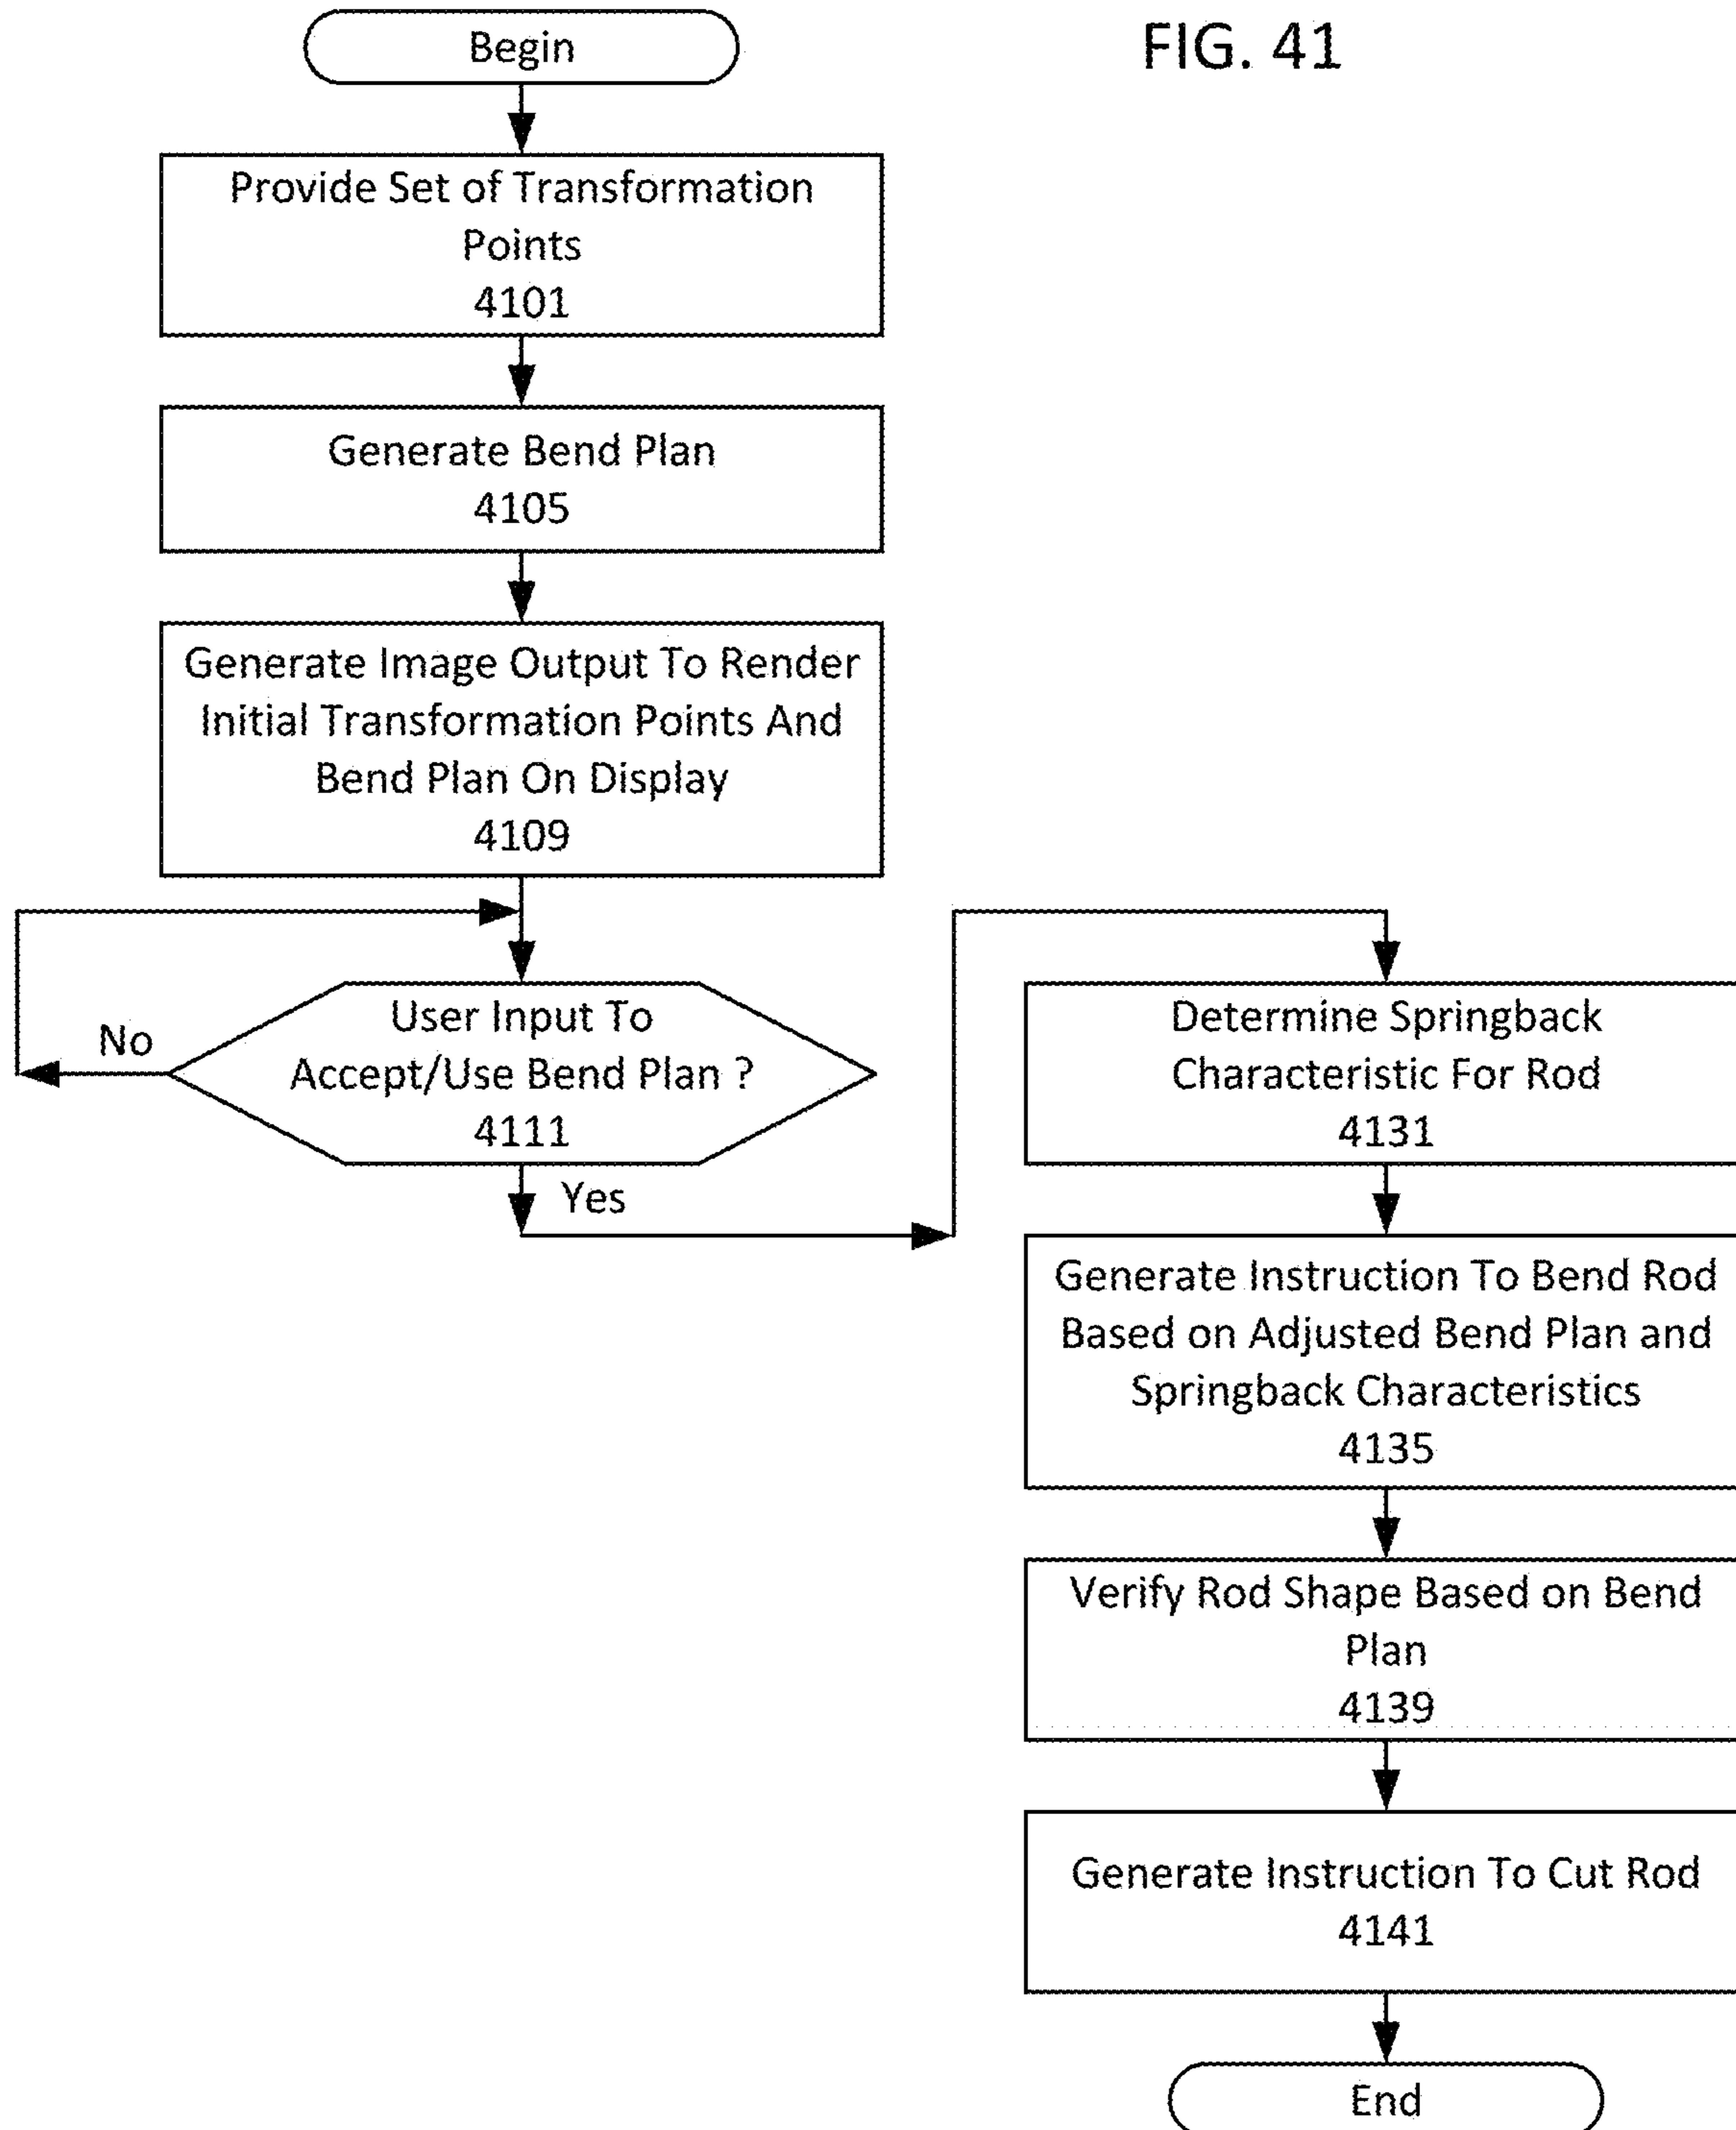 FIG. 41
Begin
Provide Set of Transformation
Points
4101
Generate Bend Plan
4105
Generate Image Output To Render
Initial Transformation Points And
Bend Plan On Display
4109
User Input To
Accept/Use Bend Plan ?
4111
No
Yes
Determine Springback
Characteristic For Rod
4131
Generate Instruction To Bend Rod
Based on Adjusted Bend Plan and
Springback Characteristics
4135
Verify Rod Shape Based on Bend
Plan
4139
Generate Instruction To Cut Rod
4141
End